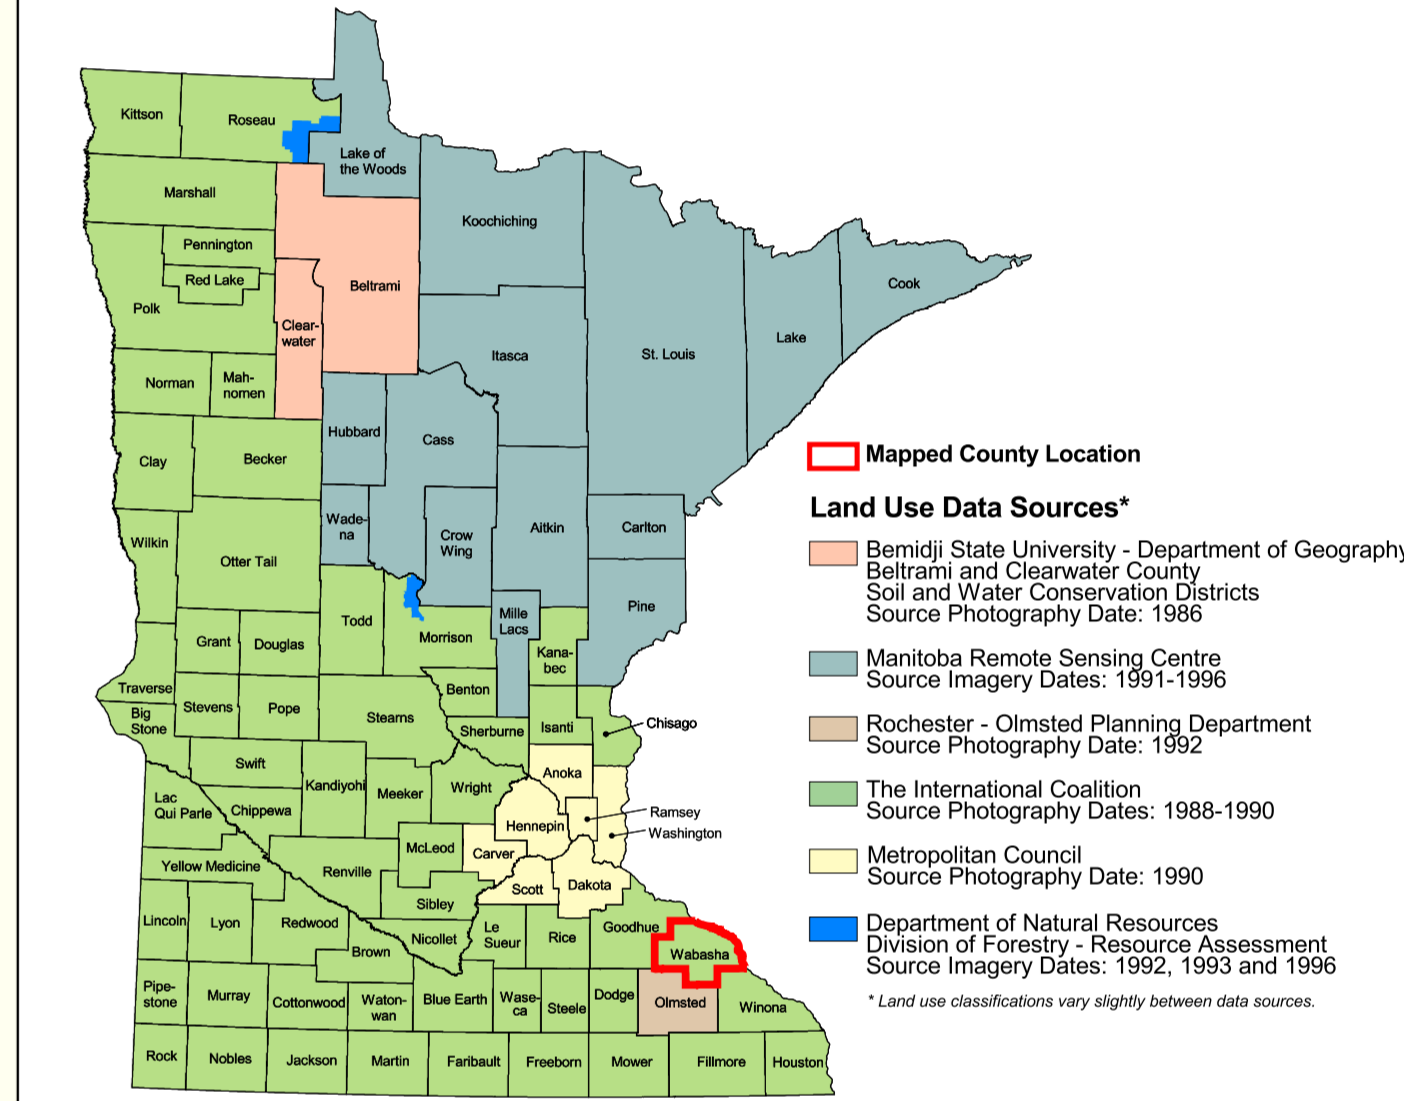 Kittson
Roseau
Lake of
the Woods
Marshall
Koochiching
Pennington
Red Lake
Beltrami
Cook
Polk
Clear-
water
Itasca
St. Louis
Lake
Norman
Mah-
nomen
Hubbard
Cass
Clay
Becker
Wade-
na
Crow
Wing
Aitkin
Carlton
Wilkin
Otter Tail
Todd
Mille
Lacs
Pine
Morrison
Grant
Douglas
Kana-
bec
Traverse
Benton
Big
Stone
Stevens
Pope
Stearns
Sherburne
Isanti
Chisago
Swift
Kandiyohi
Meeker
Wright
Anoka
Lac
Qui Parle
Chippewa
Hennepin
Ramsey
Washington
McLeod
Carver
Yellow Medicine
Renville
Scott
Dakota
Sibley
Lincoln
Lyon
Redwood
Nicollet
Le
Sueur
Rice
Goodhue
Wabasha
Brown
Pipe-
stone
Murray
Cottonwood
Waton-
wan
Blue Earth
Wase-
ca
Steele
Dodge
Olmsted
Winona
Rock
Nobles
Jackson
Martin
Faribault
Freeborn
Mower
Fillmore
Houston
Mapped County Location
Land Use Data Sources*
Bemidji State University - Department of Geography
Beltrami and Clearwater County
Soil and Water Conservation Districts
Source Photography Date: 1986
Manitoba Remote Sensing Centre
Source Imagery Dates: 1991-1996
Rochester - Olmsted Planning Department
Source Photography Date: 1992
The International Coalition
Source Photography Dates: 1988-1990
Metropolitan Council
Source Photography Date: 1990
Department of Natural Resources
Division of Forestry - Resource Assessment
Source Imagery Dates: 1992, 1993 and 1996
* Land use classifications vary slightly between data sources.